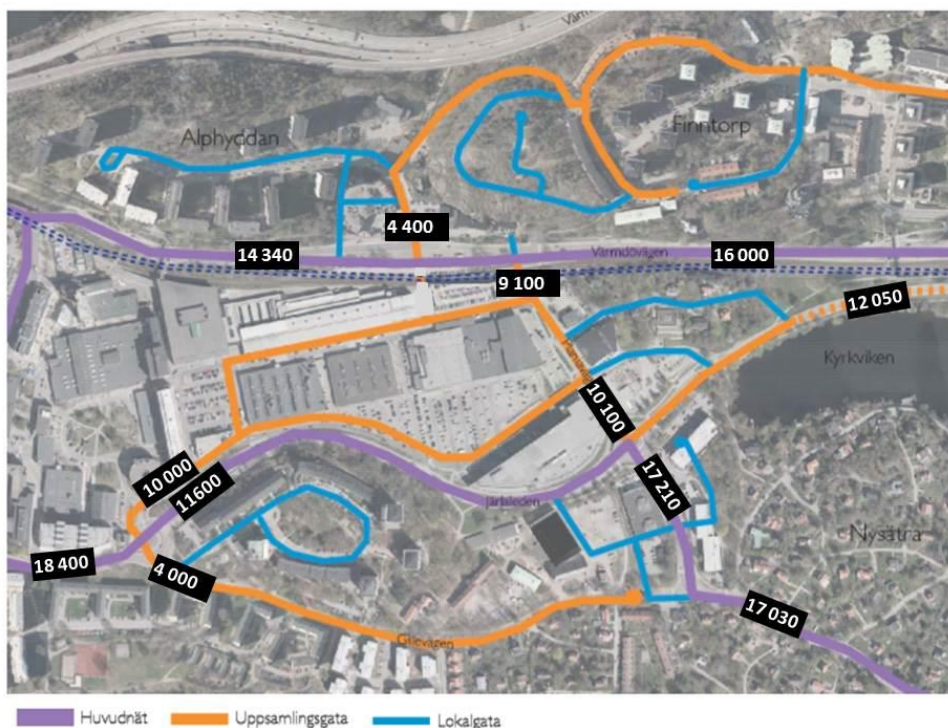 Värm
Alphyddan
Finntorp
4 400
14 340
Värmdövägen
16 000
9 100
12 050
Kyrkviken
10 100
10 000
11600
17 210
Järlaleden
Nysätra
18 400
4 000
17 030
Gillevägen
Huvudnät
Uppsamlingsgata
Lokalgata